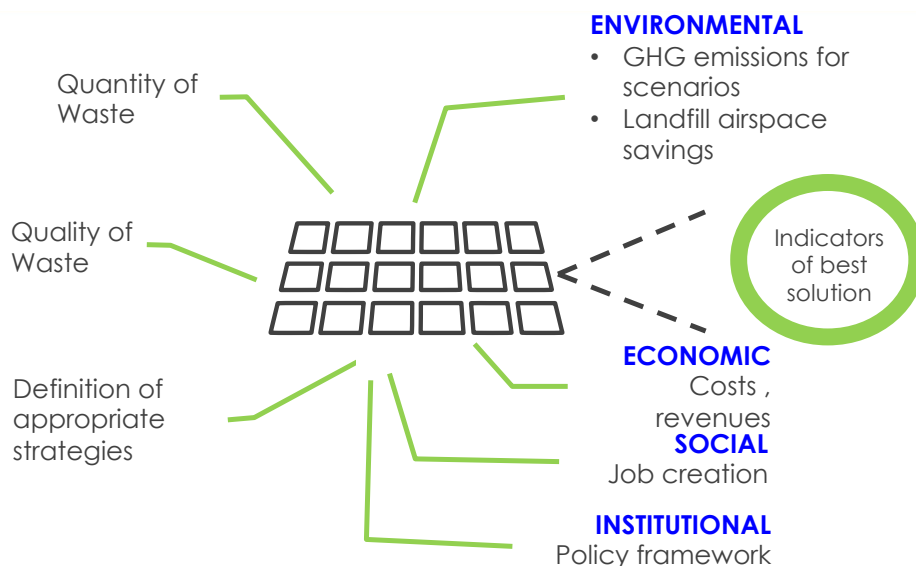 Quantity of
Waste
Quality of
Waste
Definition of
appropriate
strategies
ENVIRONMENTAL
• GHG emissions for
scenarios
• Landfill airspace
savings
Indicators
of best
solution
ECONOMIC
Costs ,
revenues
SOCIAL
Job creation
INSTITUTIONAL
Policy framework